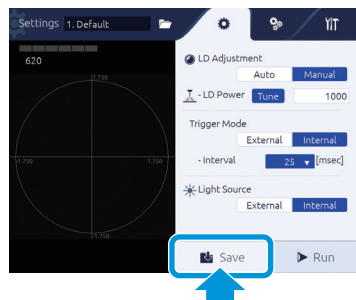 Settings 1. Default
620
1.750
-1.750 1.750
-1.750
LD Adjustment
Auto Manual
- LD Power Tune 1000
Trigger Mode
External Internal
- Interval 25 [msec]
Light Source
External Internal
Save Run